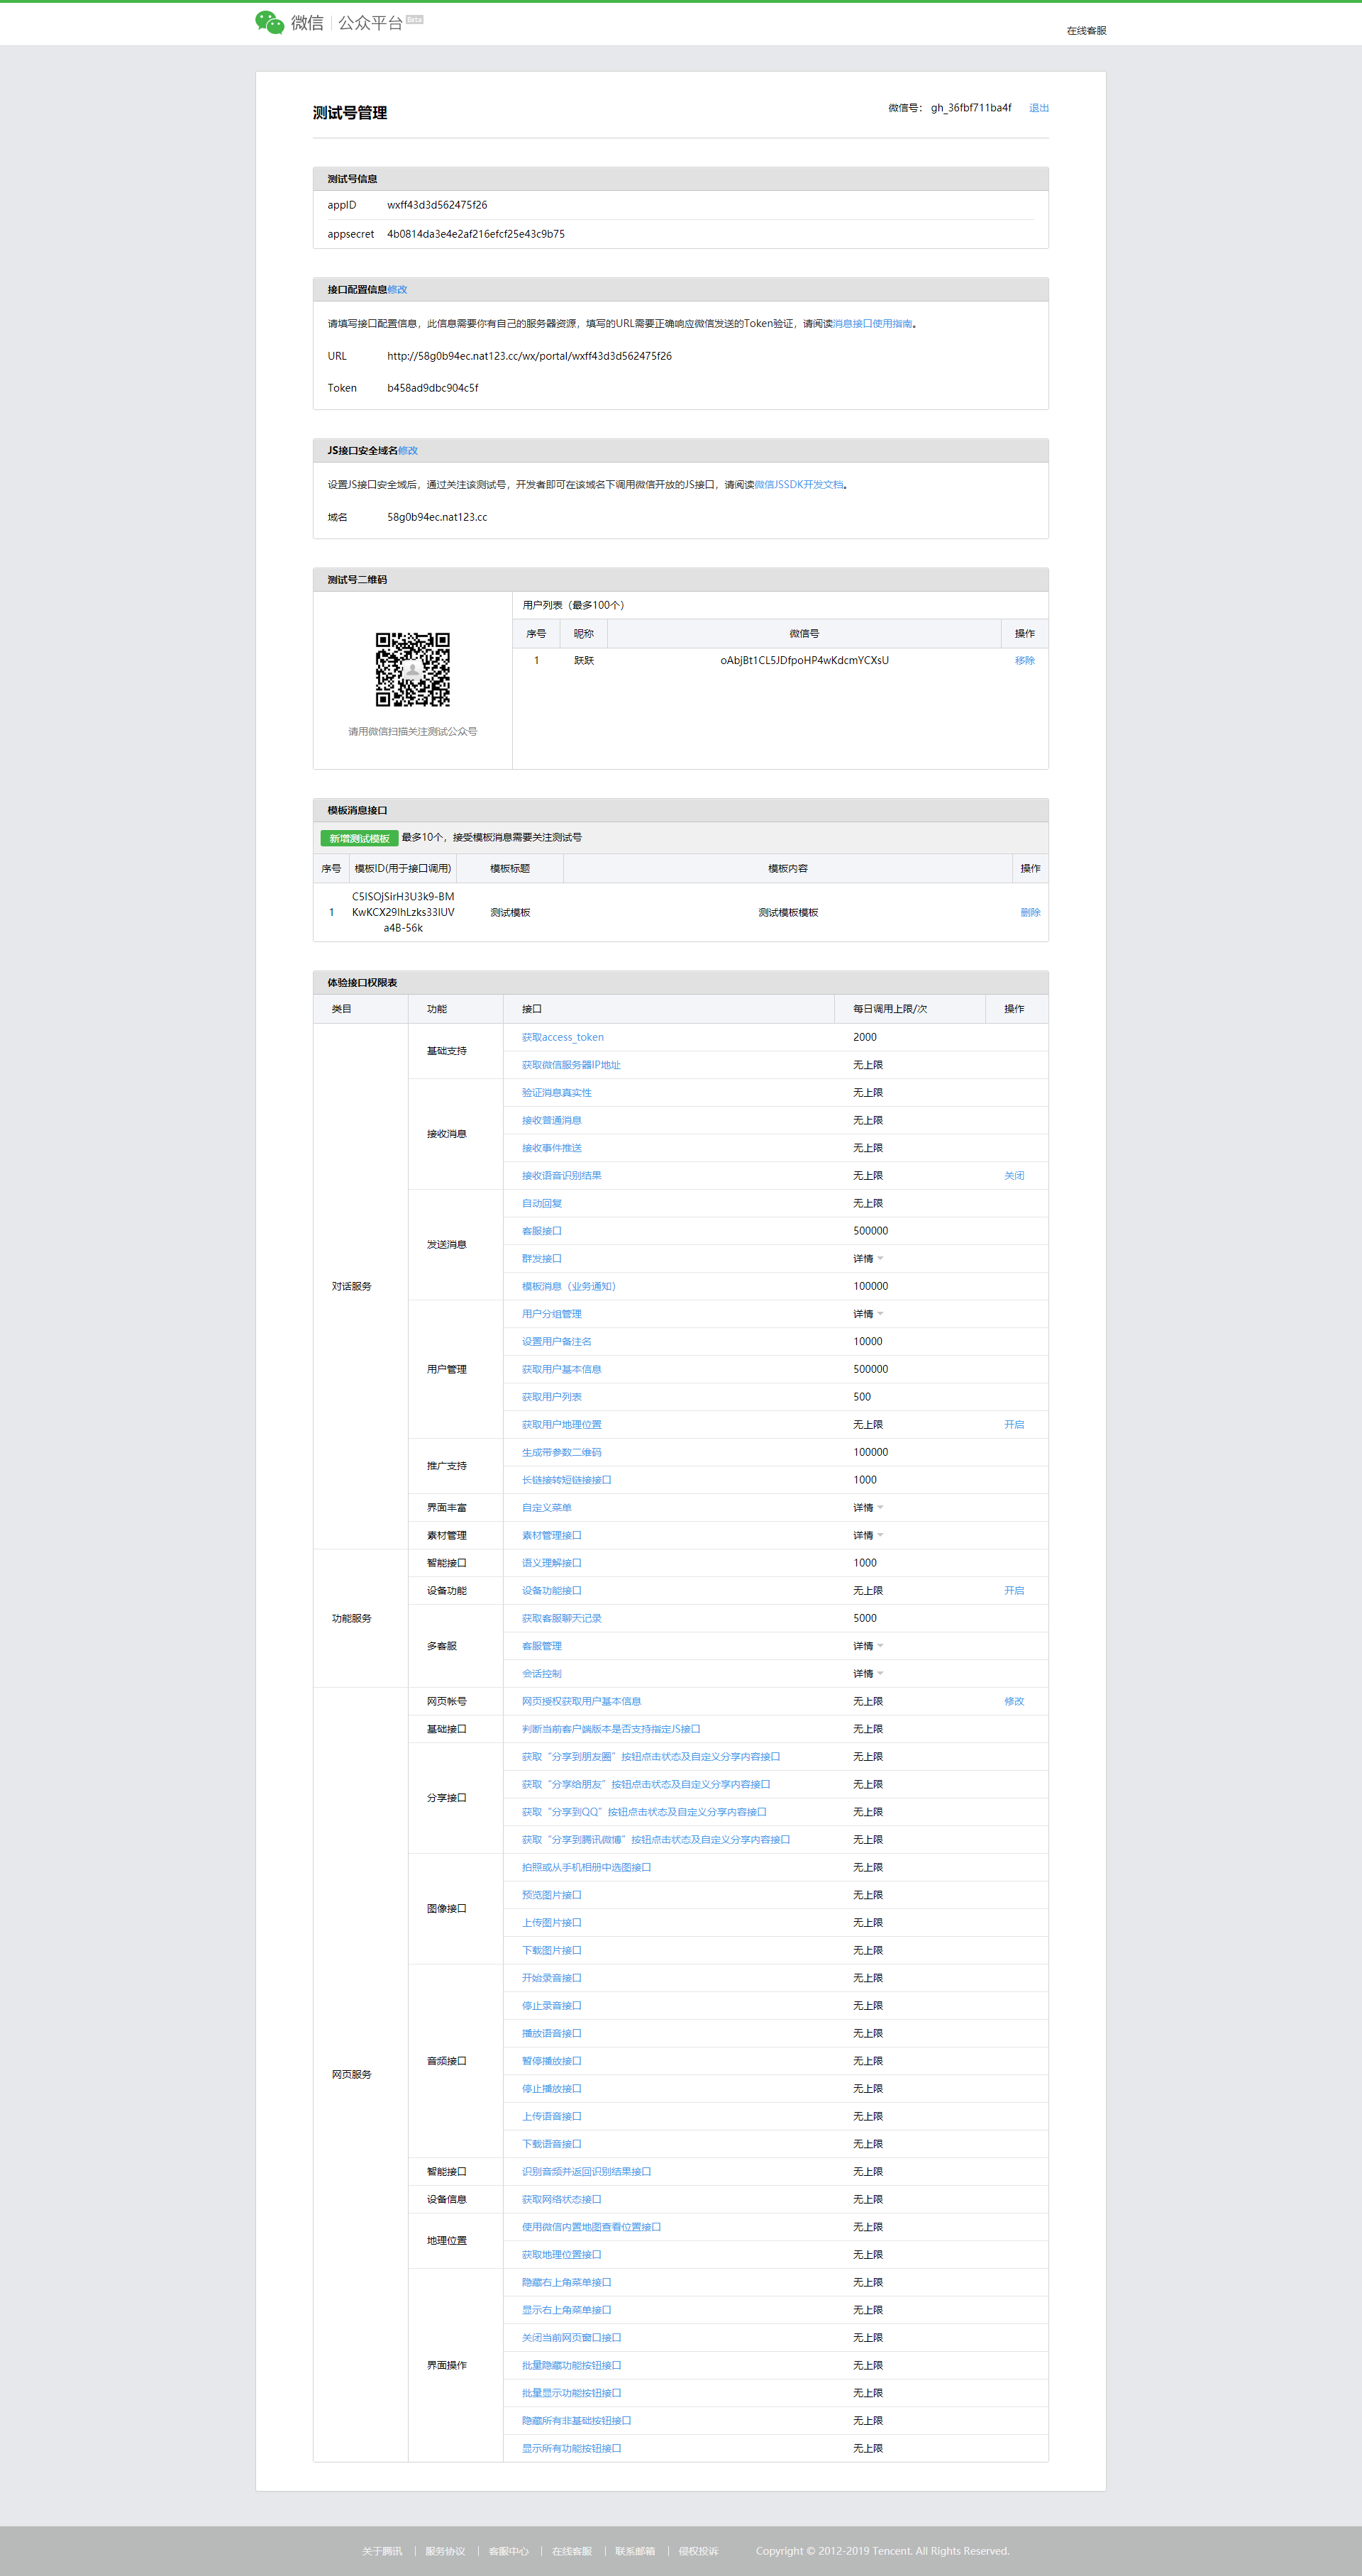 微信 | 公众平台 Beta
在线客服
测试号管理
微信号： gh_36fbf711ba4f 退出
测试号信息
appID wxff43d3d562475f26
appsecret 4b0814da3e4e2af216efcf25e43c9b75
接口配置信息修改
请填写接口配置信息，此信息需要你有自己的服务器资源，填写的URL需要正确响应微信发送的Token验证，请阅读消息接口使用指南。
URL http://58g0b94ec.nat123.cc/wx/portal/wxff43d3d562475f26
Token b458ad9dbc904c5f
JS接口安全域名修改
设置JS接口安全域后，通过关注该测试号，开发者即可在该域名下调用微信开放的JS接口，请阅读微信JSSDK开发文档。
域名 58g0b94ec.nat123.cc
测试号二维码
请用微信扫描关注测试公众号
用户列表（最多100个）
序号 昵称 微信号 操作
1 跃跃 oAbjBt1CL5JDfpoHP4wKdcmYCXsU 移除
模板消息接口
新增测试模板 最多10个，接受模板消息需要关注测试号
序号 模板ID(用于接口调用) 模板标题 模板内容 操作
1 C5ISOjSirH3U3k9-BM 测试模板 测试模板模板 删除
KwKCX29IhLzks33IUV
a4B-56k
体验接口权限表
类目 功能 接口 每日调用上限/次 操作
对话服务
基础支持
获取access_token 2000
获取微信服务器IP地址 无上限
接收消息
验证消息真实性 无上限
接收普通消息 无上限
接收事件推送 无上限
接收语音识别结果 无上限 关闭
发送消息
自动回复 无上限
客服接口 500000
群发接口 详情
模板消息（业务通知） 100000
用户管理
用户分组管理 详情
设置用户备注名 10000
获取用户基本信息 500000
获取用户列表 500
获取用户地理位置 无上限 开启
推广支持
生成带参数二维码 100000
长链接转短链接接口 1000
界面丰富 自定义菜单 详情
素材管理 素材管理接口 详情
功能服务
智能接口 语义理解接口 1000
设备功能 设备功能接口 无上限 开启
多客服
获取客服聊天记录 5000
客服管理 详情
会话控制 详情
网页服务
网页帐号 网页授权获取用户基本信息 无上限 修改
基础接口 判断当前客户端版本是否支持指定JS接口 无上限
分享接口
获取“分享到朋友圈”按钮点击状态及自定义分享内容接口 无上限
获取“分享给朋友”按钮点击状态及自定义分享内容接口 无上限
获取“分享到QQ”按钮点击状态及自定义分享内容接口 无上限
获取“分享到腾讯微博”按钮点击状态及自定义分享内容接口 无上限
图像接口
拍照或从手机相册中选图接口 无上限
预览图片接口 无上限
上传图片接口 无上限
下载图片接口 无上限
音频接口
开始录音接口 无上限
停止录音接口 无上限
播放语音接口 无上限
暂停播放接口 无上限
停止播放接口 无上限
上传语音接口 无上限
下载语音接口 无上限
智能接口 识别音频并返回识别结果接口 无上限
设备信息 获取网络状态接口 无上限
地理位置
使用微信内置地图查看位置接口 无上限
获取地理位置接口 无上限
界面操作
隐藏右上角菜单接口 无上限
显示右上角菜单接口 无上限
关闭当前网页窗口接口 无上限
批量隐藏功能按钮接口 无上限
批量显示功能按钮接口 无上限
隐藏所有非基础按钮接口 无上限
显示所有功能按钮接口 无上限
关于腾讯 | 服务协议 | 客服中心 | 在线客服 | 联系邮箱 | 侵权投诉 Copyright © 2012-2019 Tencent. All Rights Reserved.